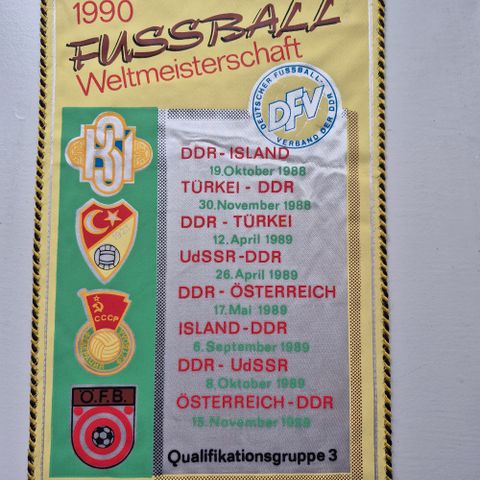 1990
FUSSBALL
Weltmeisterschaft
DEUTSCHER FUSSBALL-
VERBAND DER DDR
DFV
DDR - ISLAND
19. Oktober 1988
TÜRKEI - DDR
30. November 1988
DDR - TÜRKEI
12. April 1989
UdSSR - DDR
26. April 1989
DDR - ÖSTERREICH
17. Mai 1989
ISLAND - DDR
6. September 1989
DDR - UdSSR
8. Oktober 1989
ÖSTERREICH - DDR
15. November 1989
Qualifikationsgruppe 3
KSÍ
CCCP
Ö.F.B.